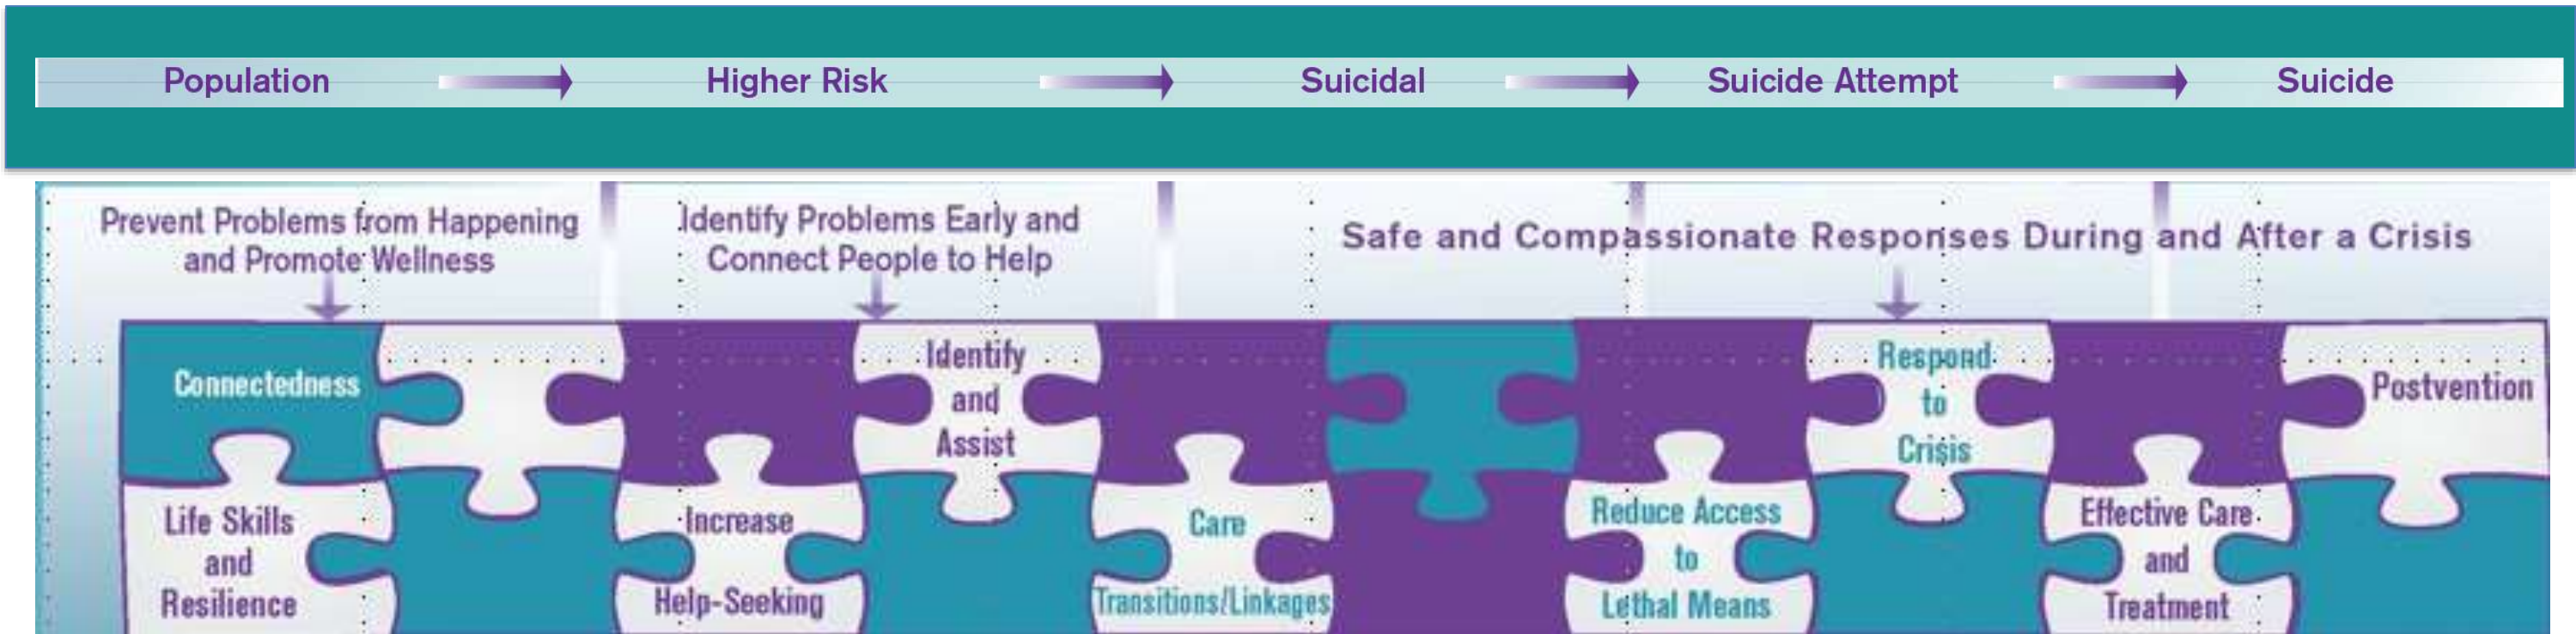 Population
Higher Risk
Suicidal
Suicide Attempt
Suicide
Prevent Problems from Happening
and Promote Wellness
Identify Problems Early and
Connect People to Help
Safe and Compassionate Responses During and After a Crisis
Connectedness
Identify
and
Assist
Respond
to
Crisis
Postvention
Life Skills
and
Resilience
Increase
Help-Seeking
Care
Transitions/Linkages
Reduce Access
to
Lethal Means
Effective Care
and
Treatment